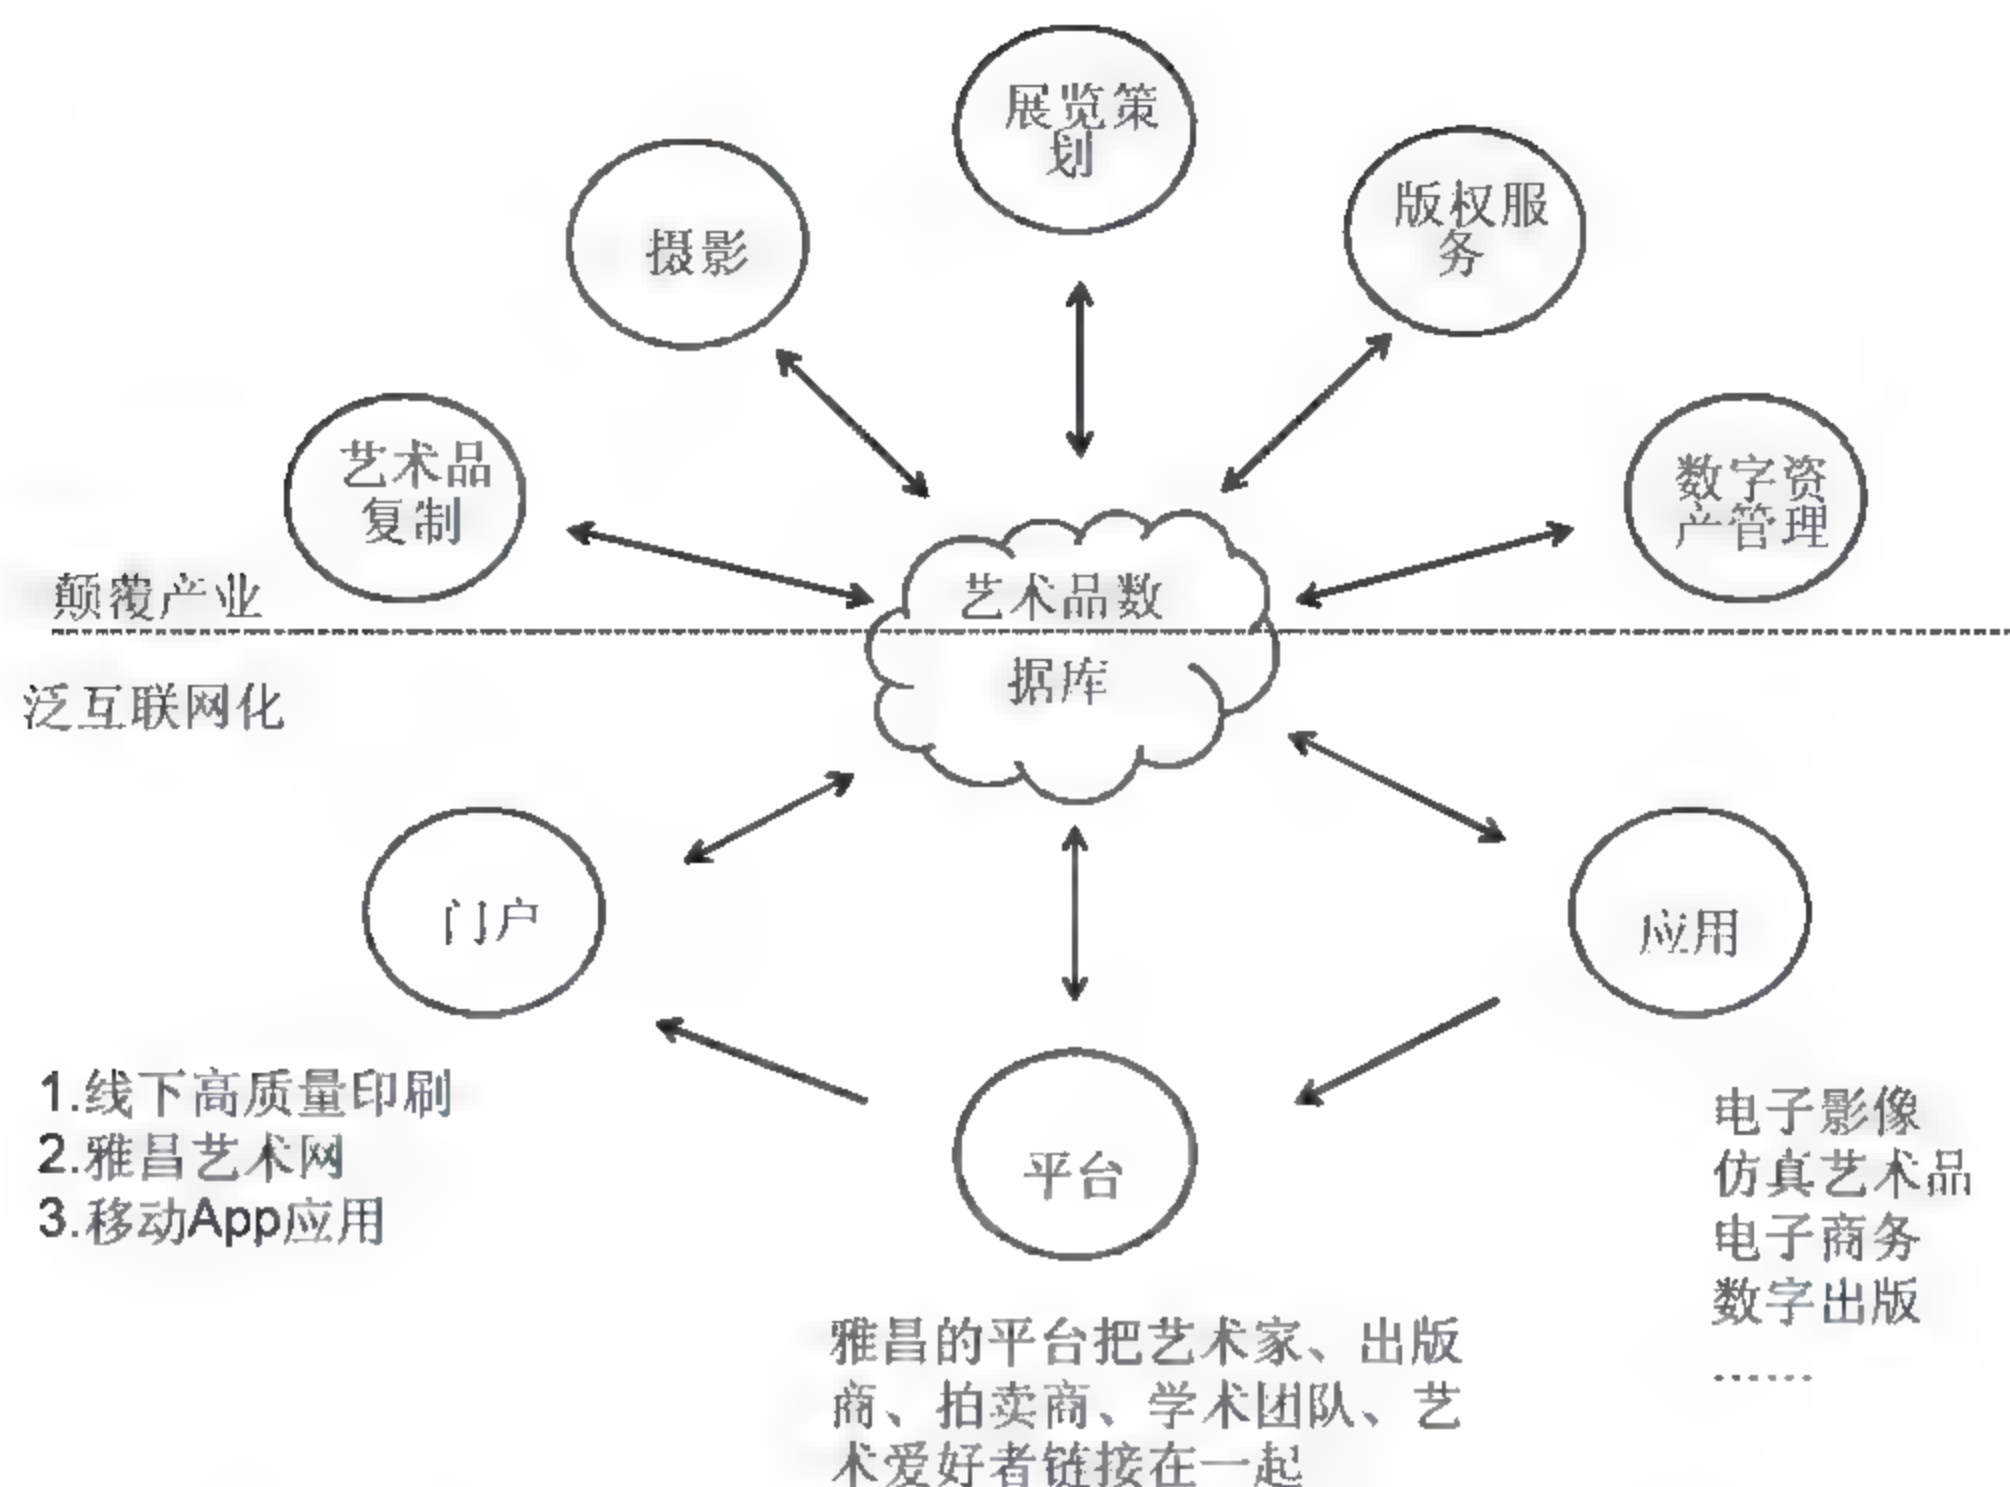 展览策
划
摄影
版权服
务
艺术品
复制
数字资
产管理
颠覆产业
艺术品数
据库
泛互联网化
门户
应用
平台
1.线下高质量印刷
2.雅昌艺术网
3.移动App应用
电子影像
仿真艺术品
电子商务
数字出版
······
雅昌的平台把艺术家、出版
商、拍卖商、学术团队、艺
术爱好者链接在一起